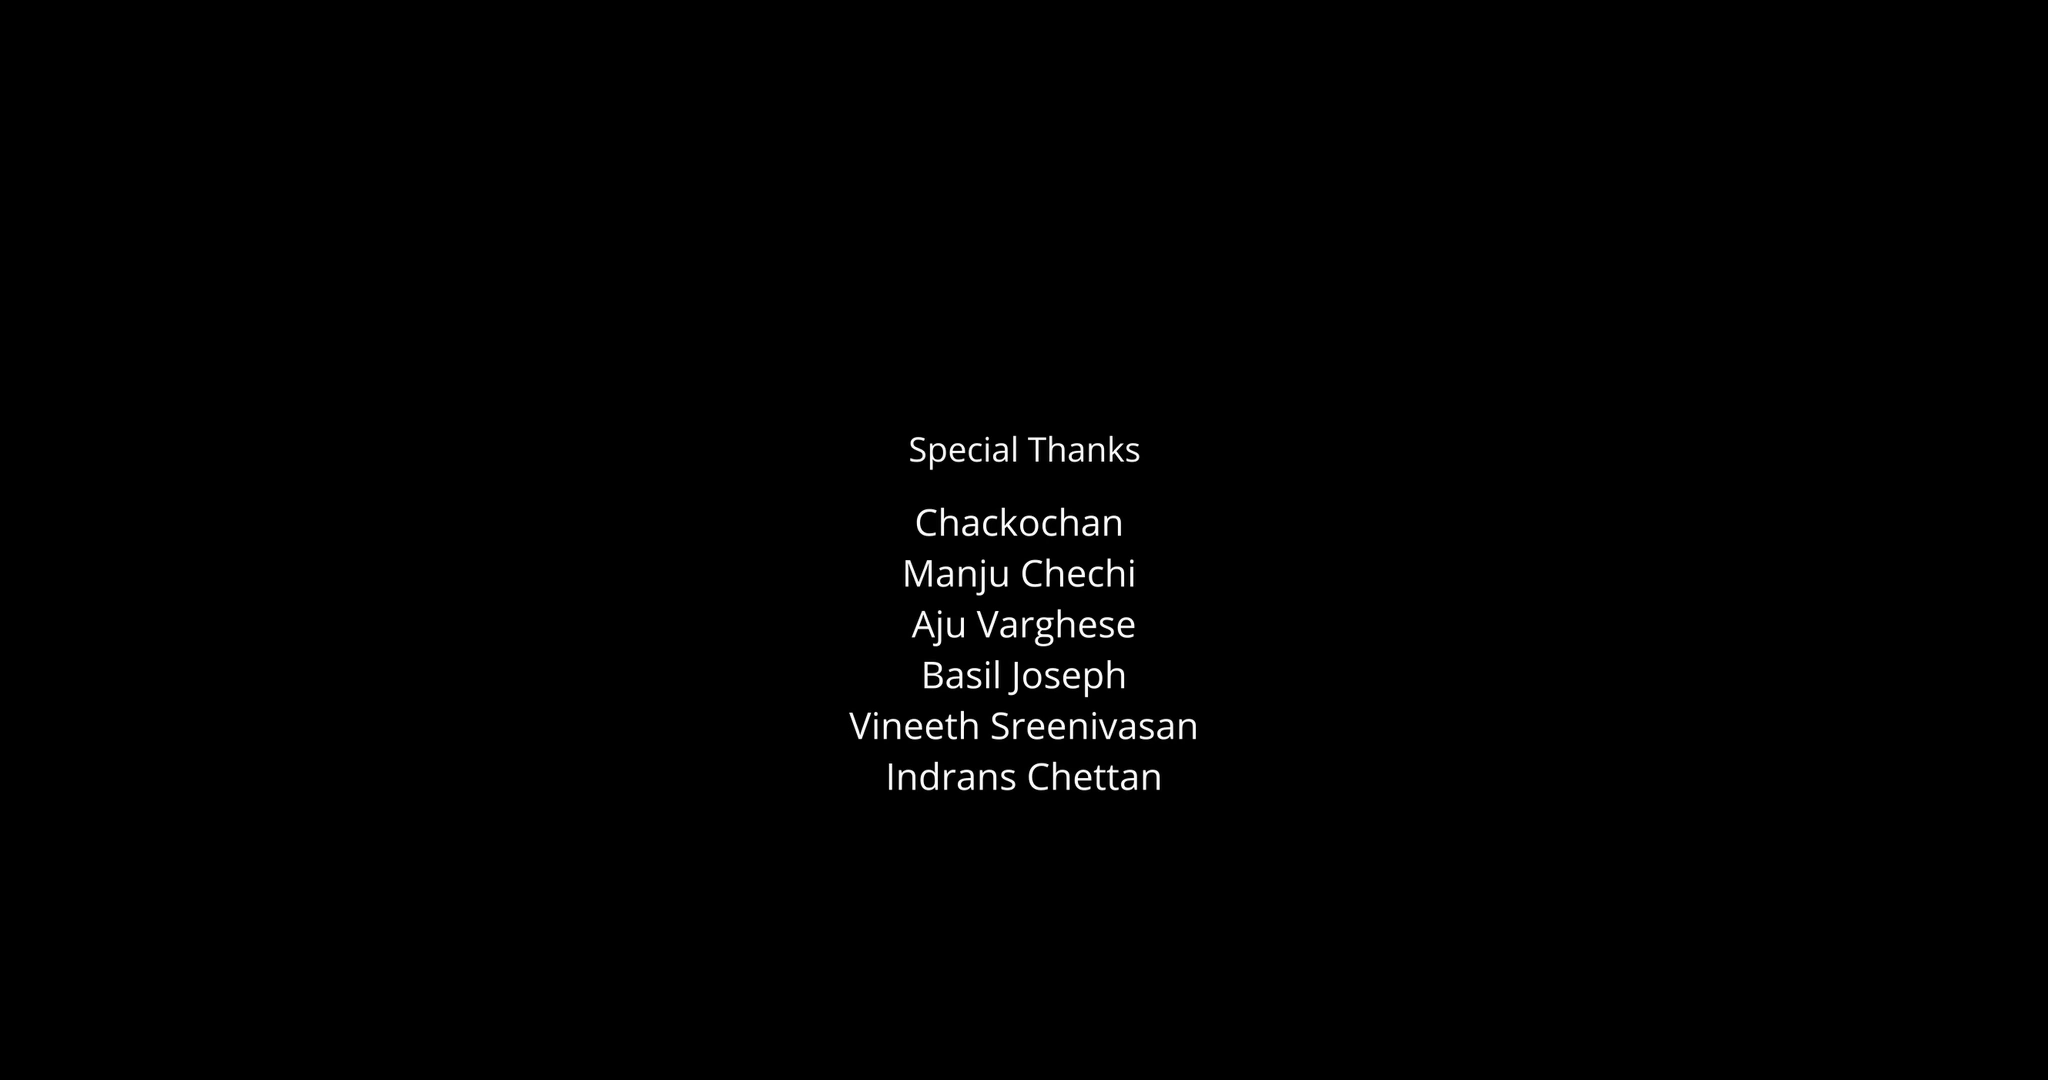 Special Thanks
Chackochan
Manju Chechi
Aju Varghese
Basil Joseph
Vineeth Sreenivasan
Indrans Chettan